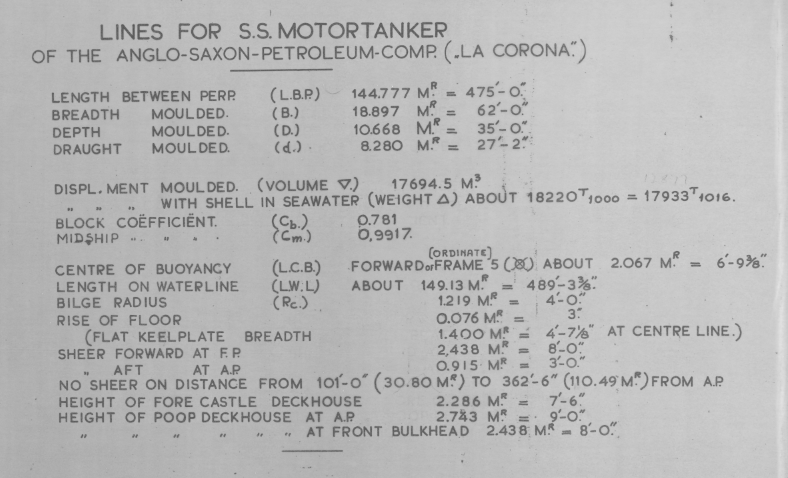 LINES FOR S.S. MOTORTANKER
OF THE ANGLO-SAXON-PETROLEUM-COMP. („LA CORONA".)
LENGTH BETWEEN PERP. (L.B.P.) 144.777 M.R = 475'-0".
BREADTH MOULDED. (B.) 18.897 M.R = 62'-0".
DEPTH MOULDED. (D.) 10.668 M.R = 35'-0".
DRAUGHT MOULDED. (d.) 8.280 M.R = 27'-2".
DISPL.MENT MOULDED. (VOLUME ∇.) 17694.5 M.3
" " " WITH SHELL IN SEAWATER (WEIGHT Δ) ABOUT 18220 T 1000 = 17933 T 1016.
BLOCK COËFFICIËNT. (Cb.) 0.781
MIDSHIP " " " (Cm.) 0,9917.
[ORDINATE]
CENTRE OF BUOYANCY (L.C.B.) FORWARD of FRAME 5 (⊗) ABOUT 2.067 M.R = 6'-9⅜".
LENGTH ON WATERLINE (L.W.L) ABOUT 149.13 M.R = 489'-3⅜".
BILGE RADIUS (Rc.) 1.219 M.R = 4'-0".
RISE OF FLOOR 0.076 M.R = 3".
(FLAT KEELPLATE BREADTH 1.400 M.R = 4'-7⅛" AT CENTRE LINE.)
SHEER FORWARD AT F.P. 2,438 M.R = 8'-0".
" AFT AT A.P. 0.915 M.R = 3'-0".
NO SHEER ON DISTANCE FROM 101'-0" (30.80 M.R) TO 362'-6" (110.49 M.R) FROM A.P.
HEIGHT OF FORE CASTLE DECKHOUSE 2.286 M.R = 7'-6".
HEIGHT OF POOP DECKHOUSE AT A.P. 2.743 M.R = 9'-0".
" " " " " " AT FRONT BULKHEAD 2.438 M.R = 8'-0".